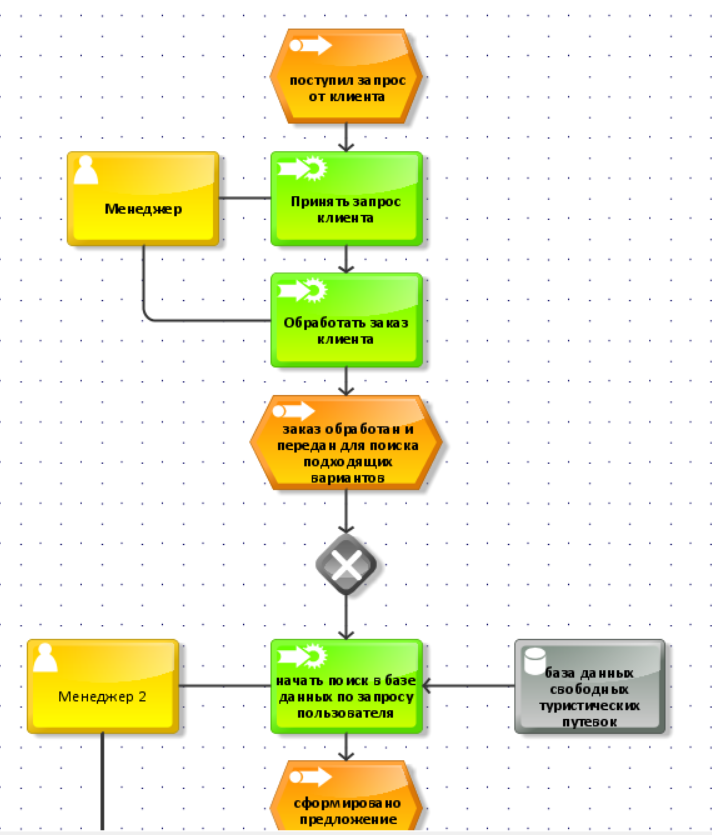 поступил запрос
от клиента
Менеджер
Принять запрос
клиента
Обработать заказ
клиента
заказ обработан и
передан для поиска
подходящих
вариантов
Менеджер 2
начать поиск в базе
данных по запросу
пользователя
база данных
свободных
туристических
путевок
сформировано
предложение